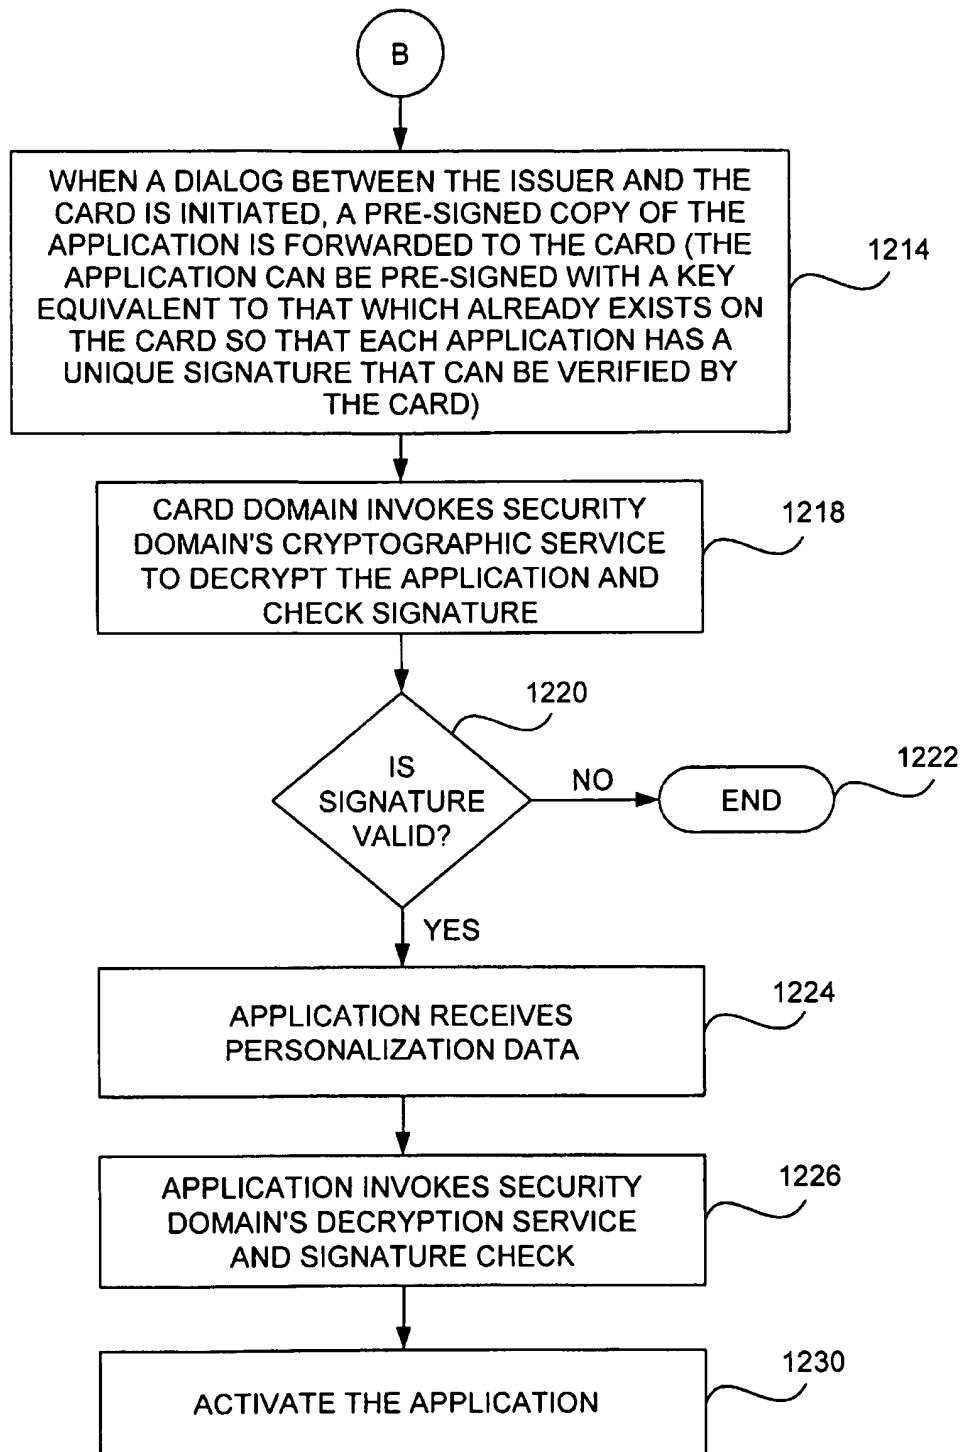 B
WHEN A DIALOG BETWEEN THE ISSUER AND THE
CARD IS INITIATED, A PRE-SIGNED COPY OF THE
APPLICATION IS FORWARDED TO THE CARD (THE
APPLICATION CAN BE PRE-SIGNED WITH A KEY
EQUIVALENT TO THAT WHICH ALREADY EXISTS ON
THE CARD SO THAT EACH APPLICATION HAS A
UNIQUE SIGNATURE THAT CAN BE VERIFIED BY
THE CARD)
1214
CARD DOMAIN INVOKES SECURITY
DOMAIN'S CRYPTOGRAPHIC SERVICE
TO DECRYPT THE APPLICATION AND
CHECK SIGNATURE
1218
IS
SIGNATURE
VALID?
1220
NO
END
1222
YES
APPLICATION RECEIVES
PERSONALIZATION DATA
1224
APPLICATION INVOKES SECURITY
DOMAIN'S DECRYPTION SERVICE
AND SIGNATURE CHECK
1226
ACTIVATE THE APPLICATION
1230